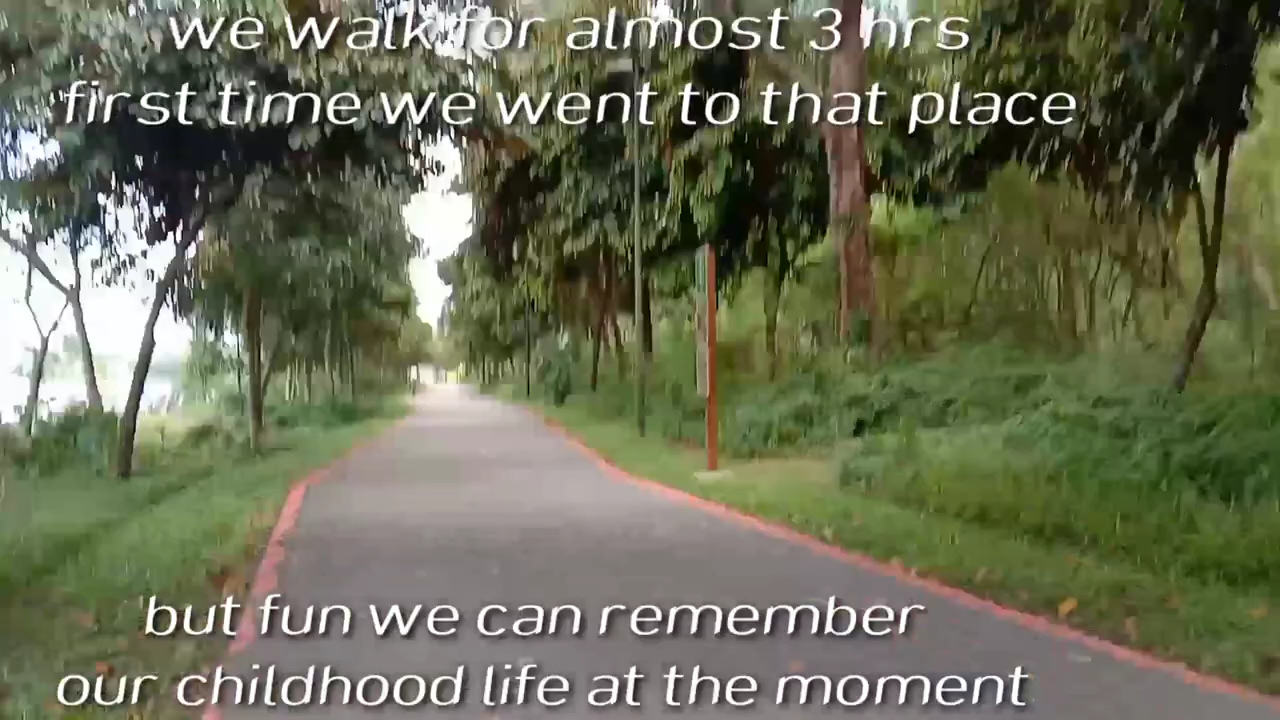 we walk for almost 3 hrs
first time we went to that place
but fun we can remember
our childhood life at the moment